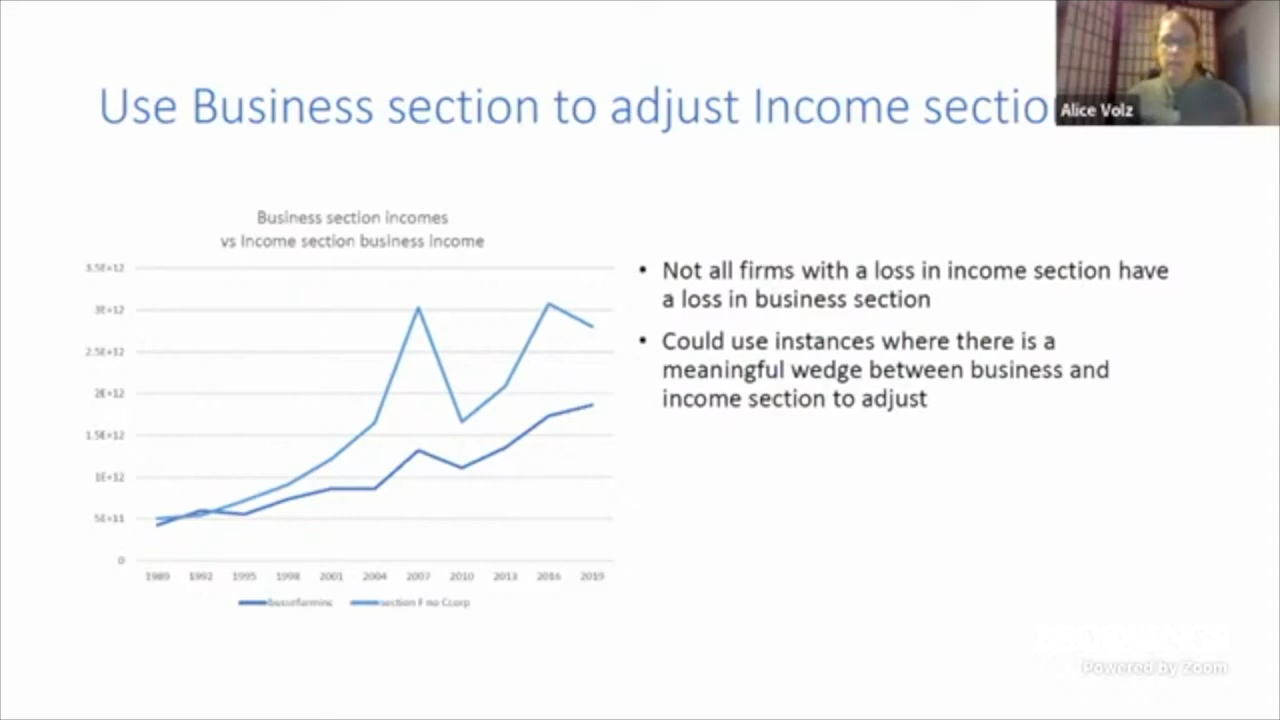 Use Business section to adjust Income sectio
Alice Volz
Business section incomes
vs Income section business income
3.5E+12
3E+12
2.5E+12
2E+12
1.5E+12
1E+12
5E+11
0
1989 1992 1995 1998 2001 2004 2007 2010 2013 2016 2019
bussefarminc section F no Ccorp
• Not all firms with a loss in income section have
a loss in business section
• Could use instances where there is a
meaningful wedge between business and
income section to adjust
Powered by Zoom